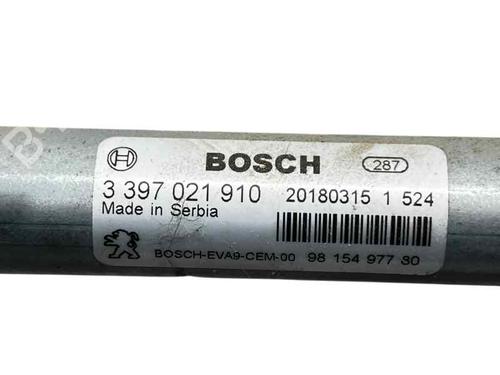 BOSCH 287
3 397 021 910 20180315 1 524
Made in Serbia
BOSCH-EVA9-CEM-00 98 154 977 80